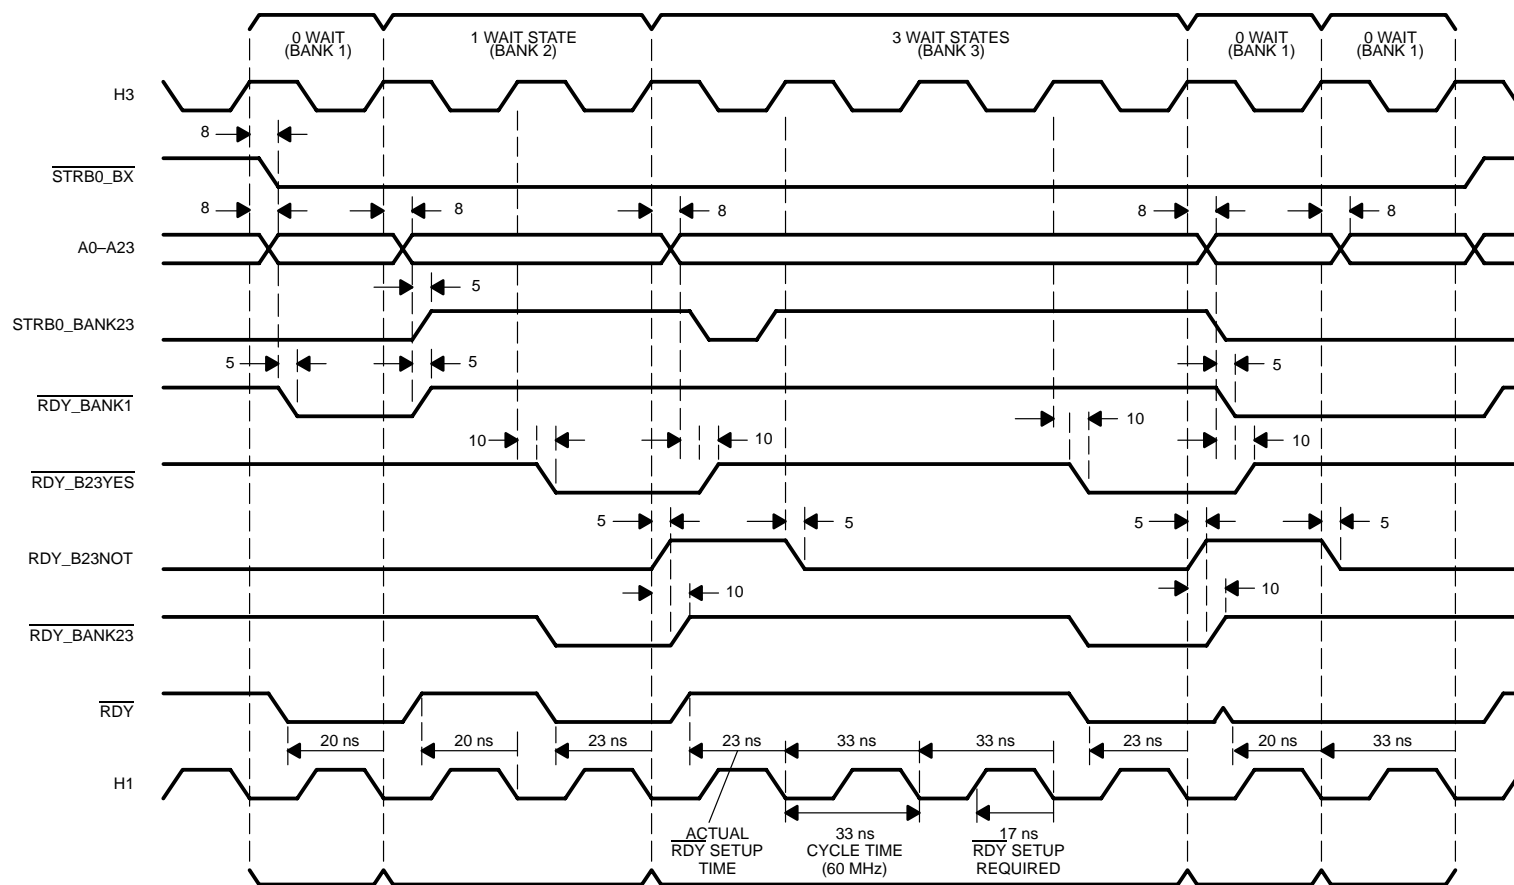 0 WAIT
(BANK 1)
1 WAIT STATE
(BANK 2)
3 WAIT STATES
(BANK 3)
0 WAIT
(BANK 1)
0 WAIT
(BANK 1)
H3
8
STRB0_BX
8
8
8
8
8
A0–A23
5
STRB0_BANK23
5
5
5
RDY_BANK1
10
10
10
10
RDY_B23YES
5
5
5
5
RDY_B23NOT
10
10
RDY_BANK23
RDY
20 ns
20 ns
23 ns
23 ns
33 ns
33 ns
23 ns
20 ns
33 ns
H1
ACTUAL
RDY SETUP
TIME
33 ns
CYCLE TIME
(60 MHz)
17 ns
RDY SETUP
REQUIRED